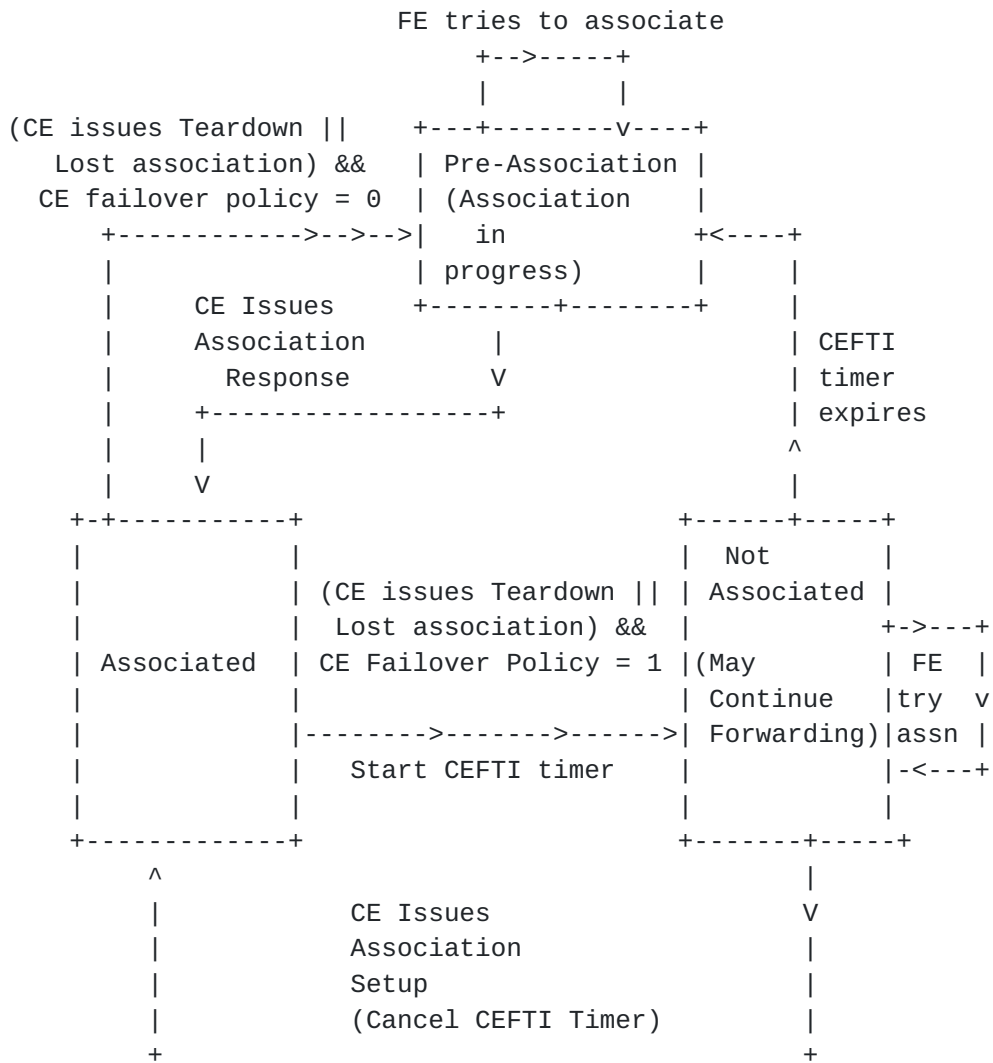 FE tries to associate
(CE issues Teardown ||
Lost association) &&
CE failover policy = 0
Pre-Association
(Association
in
progress)
CE Issues
Association
Response
CEFTI
timer
expires
Associated
(CE issues Teardown ||
Lost association) &&
CE Failover Policy = 1
Start CEFTI timer
Not
Associated
(May
Continue
Forwarding)
FE
try
assn
CE Issues
Association
Setup
(Cancel CEFTI Timer)